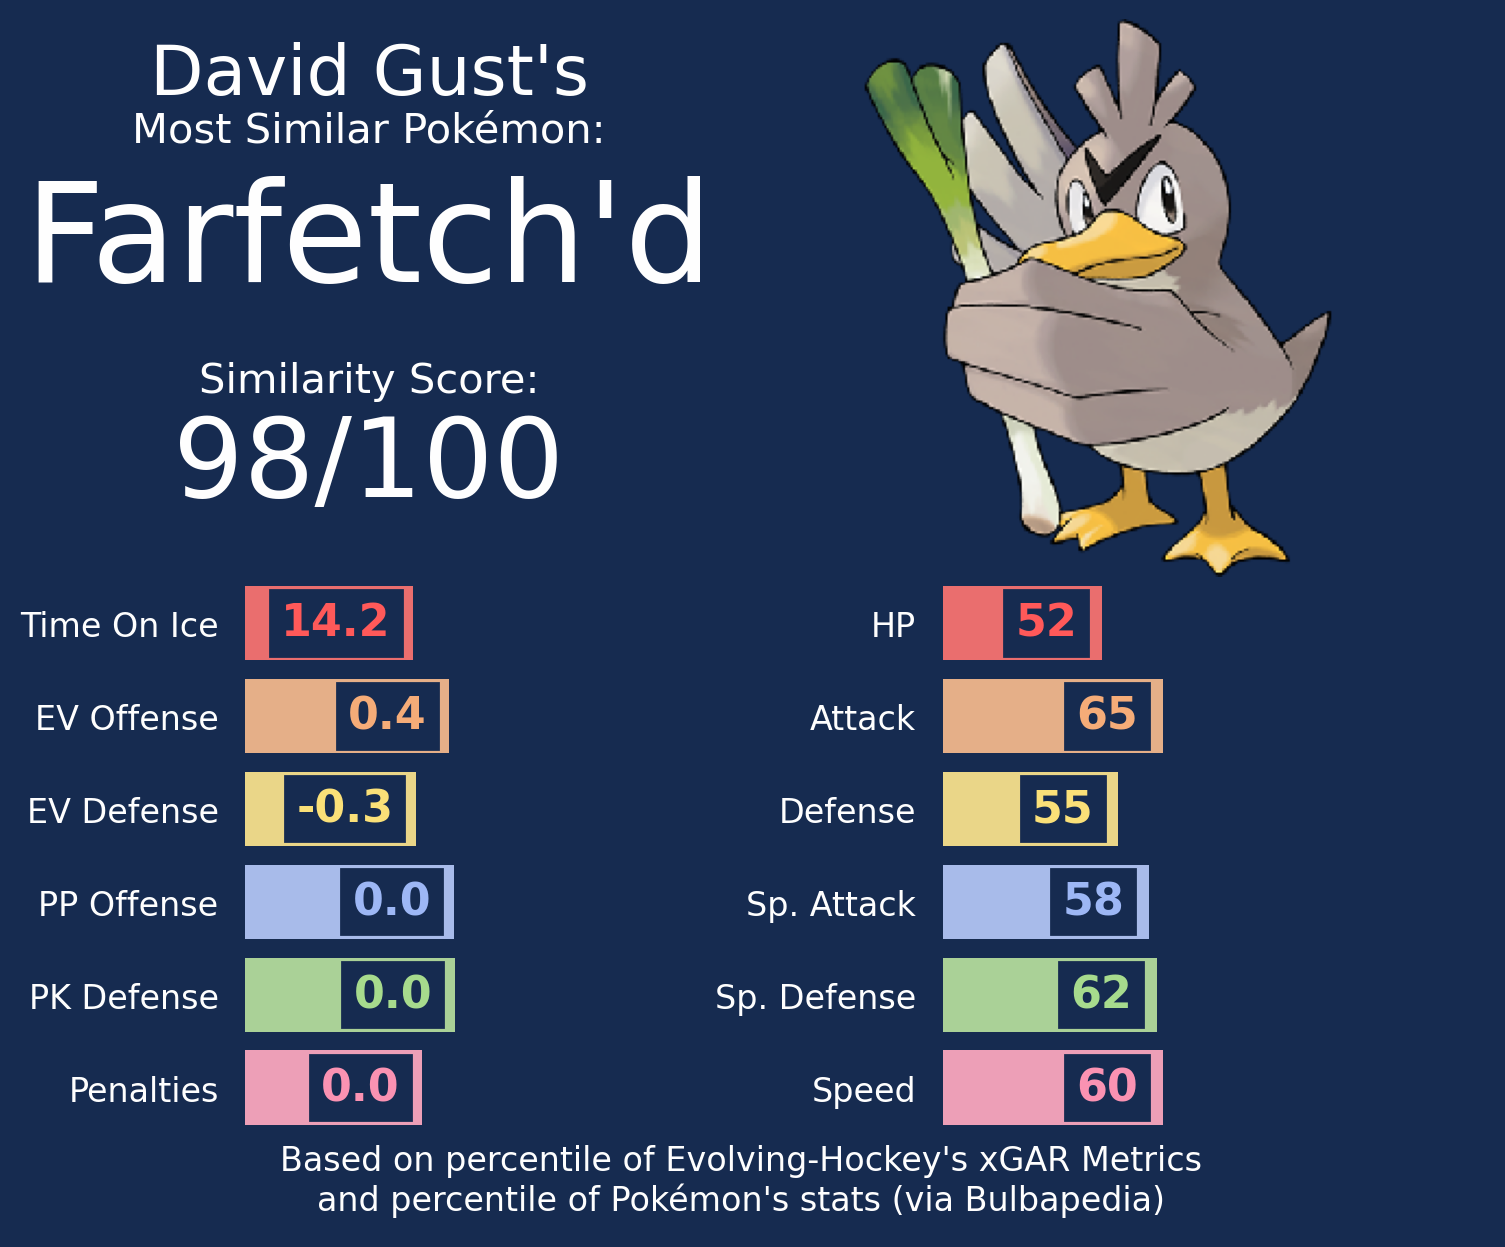 David Gust's
Most Similar Pokémon:
Farfetch'd
Similarity Score:
98/100
Time On Ice 14.2
EV Offense 0.4
EV Defense -0.3
PP Offense 0.0
PK Defense 0.0
Penalties 0.0
HP 52
Attack 65
Defense 55
Sp. Attack 58
Sp. Defense 62
Speed 60
Based on percentile of Evolving-Hockey's xGAR Metrics
and percentile of Pokémon's stats (via Bulbapedia)